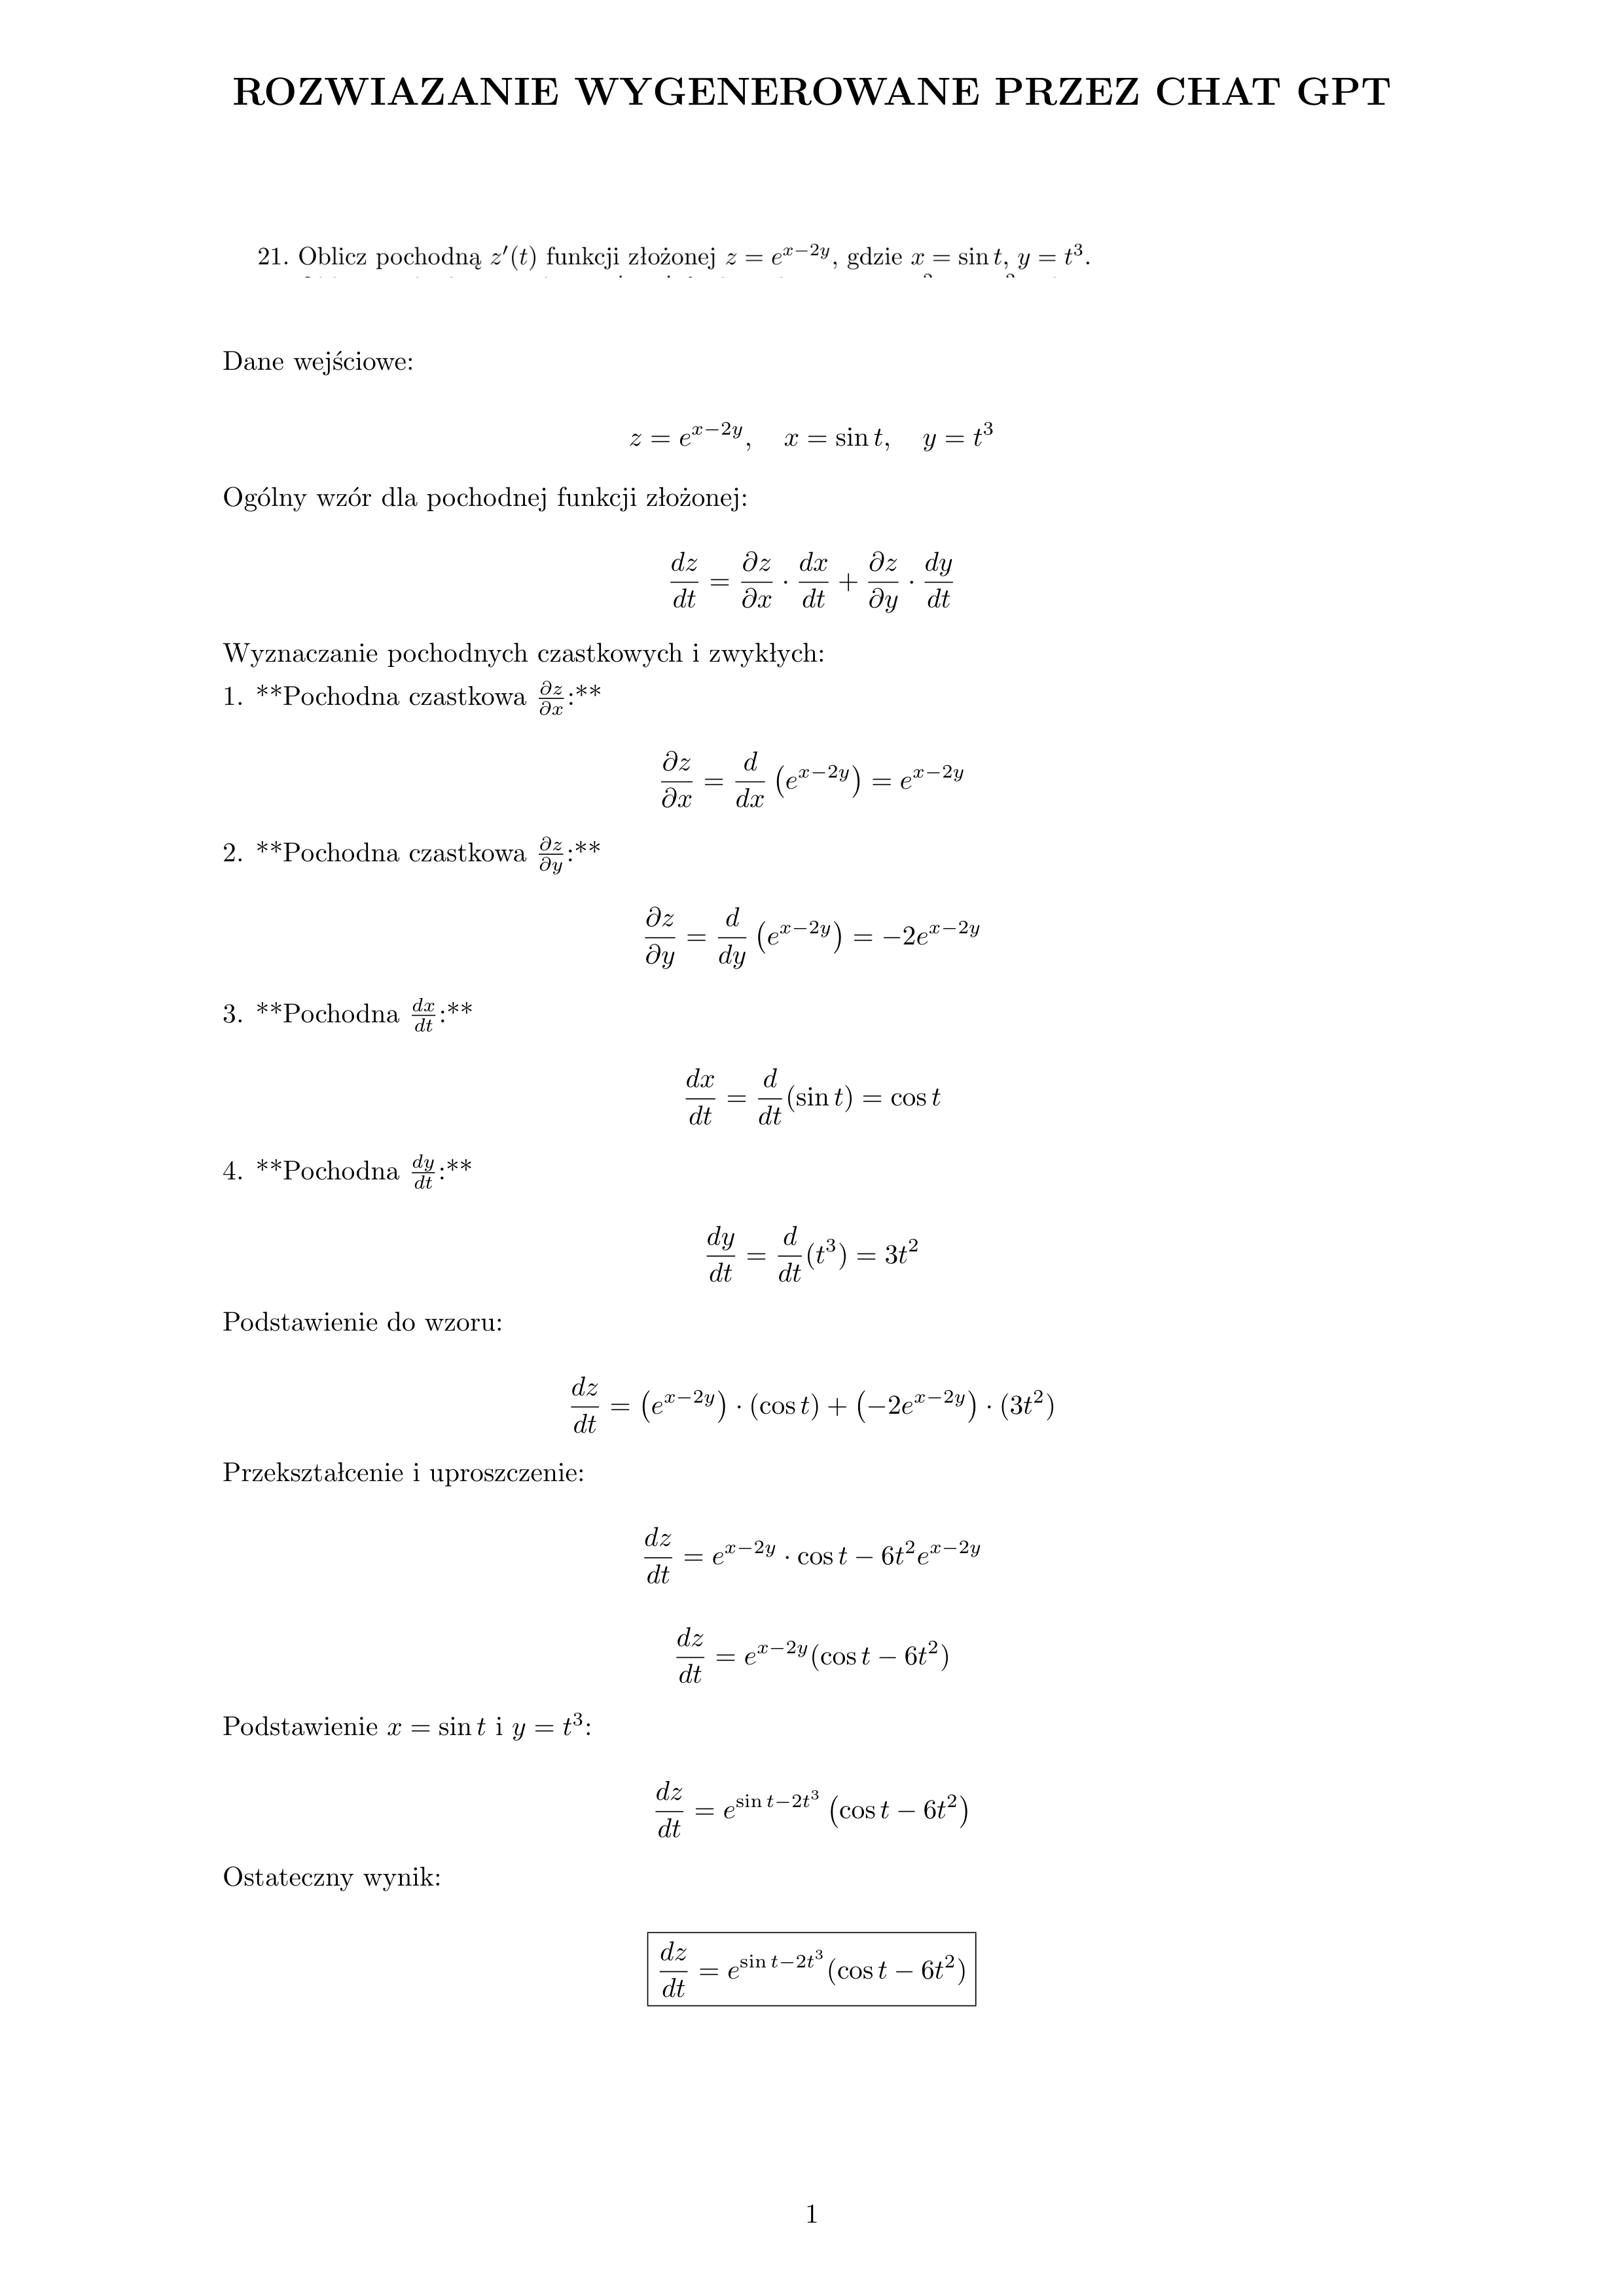 ROZWIAZANIE WYGENEROWANE PRZEZ CHAT GPT
21. Oblicz pochodną $z'(t)$ funkcji złożonej $z = e^{x-2y}$, gdzie $x = \sin t$, $y = t^3$.
Dane wejściowe:
$z = e^{x-2y}, \quad x = \sin t, \quad y = t^3$
Ogólny wzór dla pochodnej funkcji złożonej:
$\frac{dz}{dt} = \frac{\partial z}{\partial x} \cdot \frac{dx}{dt} + \frac{\partial z}{\partial y} \cdot \frac{dy}{dt}$
Wyznaczanie pochodnych czastkowych i zwykłych:
1. **Pochodna czastkowa $\frac{\partial z}{\partial x}$:**
$\frac{\partial z}{\partial x} = \frac{d}{dx} \left(e^{x-2y}\right) = e^{x-2y}$
2. **Pochodna czastkowa $\frac{\partial z}{\partial y}$:**
$\frac{\partial z}{\partial y} = \frac{d}{dy} \left(e^{x-2y}\right) = -2e^{x-2y}$
3. **Pochodna $\frac{dx}{dt}$:**
$\frac{dx}{dt} = \frac{d}{dt}(\sin t) = \cos t$
4. **Pochodna $\frac{dy}{dt}$:**
$\frac{dy}{dt} = \frac{d}{dt}(t^3) = 3t^2$
Podstawienie do wzoru:
$\frac{dz}{dt} = \left(e^{x-2y}\right) \cdot (\cos t) + \left(-2e^{x-2y}\right) \cdot (3t^2)$
Przekształcenie i uproszczenie:
$\frac{dz}{dt} = e^{x-2y} \cdot \cos t - 6t^2 e^{x-2y}$
$\frac{dz}{dt} = e^{x-2y}(\cos t - 6t^2)$
Podstawienie $x = \sin t$ i $y = t^3$:
$\frac{dz}{dt} = e^{\sin t-2t^3} \left(\cos t - 6t^2\right)$
Ostateczny wynik:
$\frac{dz}{dt} = e^{\sin t-2t^3}(\cos t - 6t^2)$
1